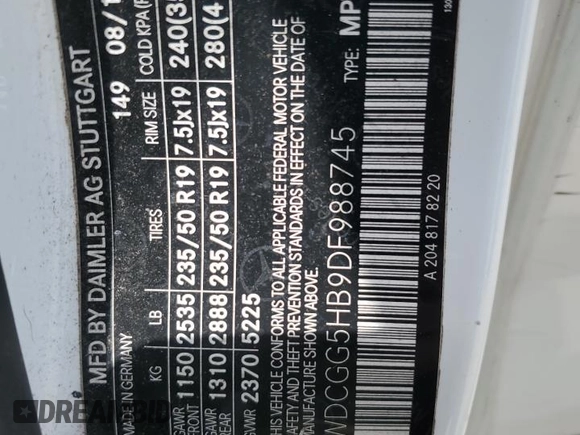 MFD BY DAIMLER AG STUTTGART
MADE IN GERMANY 149 08/1
KG LB TIRES RIM SIZE COLD KPA
GAWR FRONT 1150 2535 235/50 R19 7.5Jx19 240(3
GAWR REAR 1310 2888 235/50 R19 7.5Jx19 280(4
GVWR 2370 5225
THIS VEHICLE CONFORMS TO ALL APPLICABLE FEDERAL MOTOR VEHICLE
SAFETY AND THEFT PREVENTION STANDARDS IN EFFECT ON THE DATE OF
SHOWN ABOVE.
WDCGG5HB9DF988745 TYPE: MP
A 204 817 82 20
DIRECT
CARBUYING